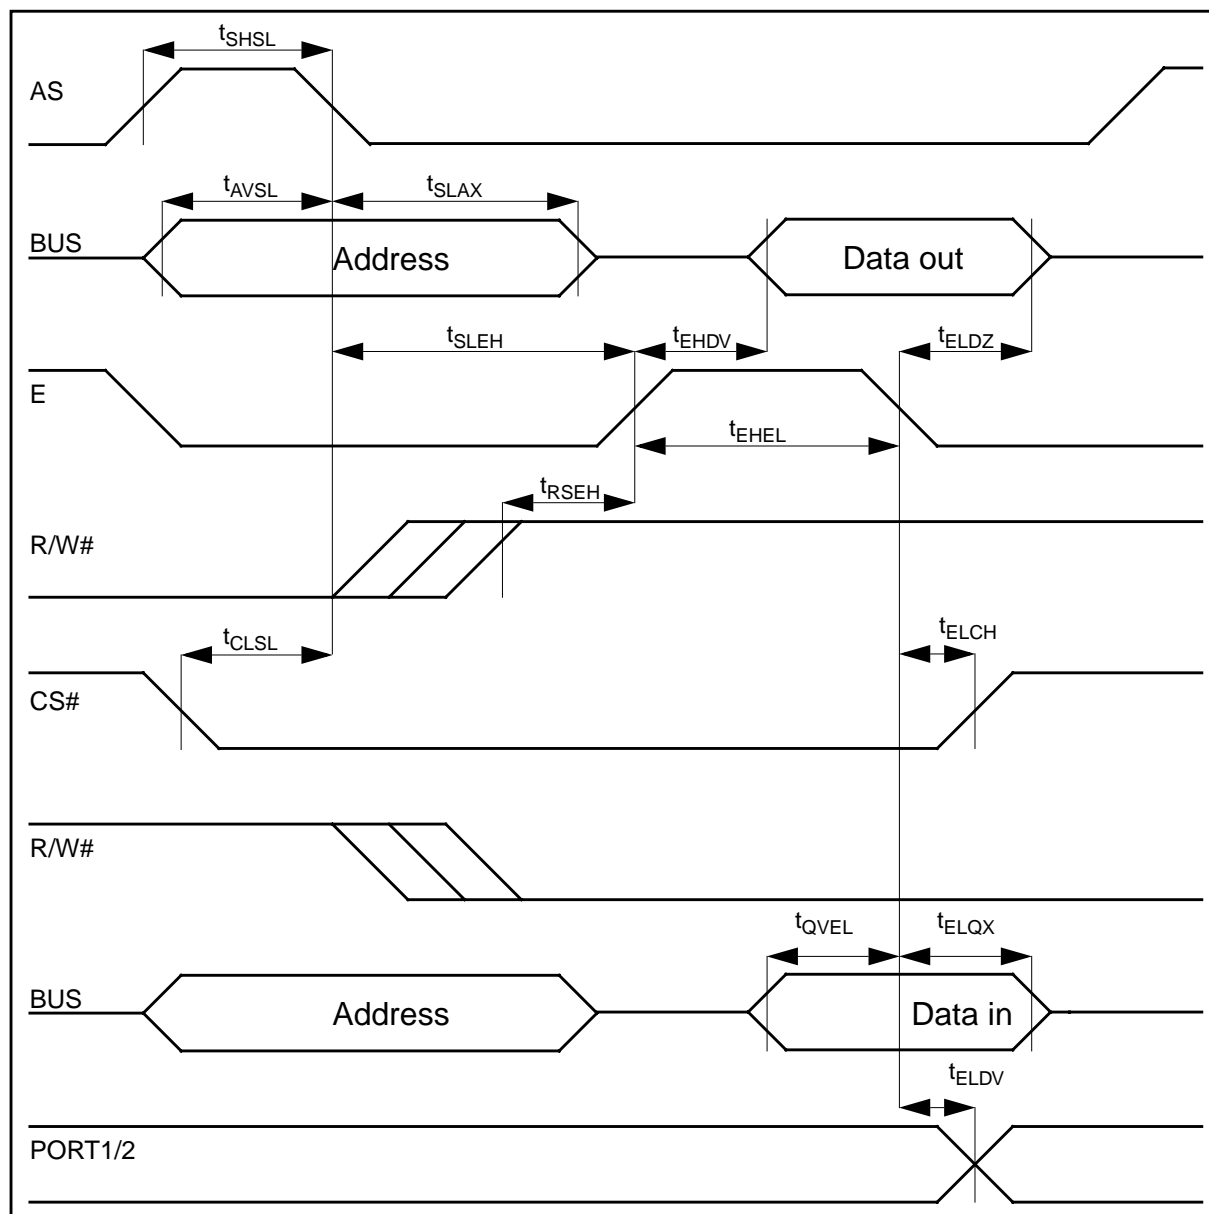 tSHSL
AS
tAVSL tSLAX
BUS Address Data out
tSLEH tEHDV tELDZ
E
tEHEL
tRSEH
R/W#
tCLSL tELCH
CS#
R/W#
tQVEL tELQX
BUS Address Data in
tELDV
PORT1/2